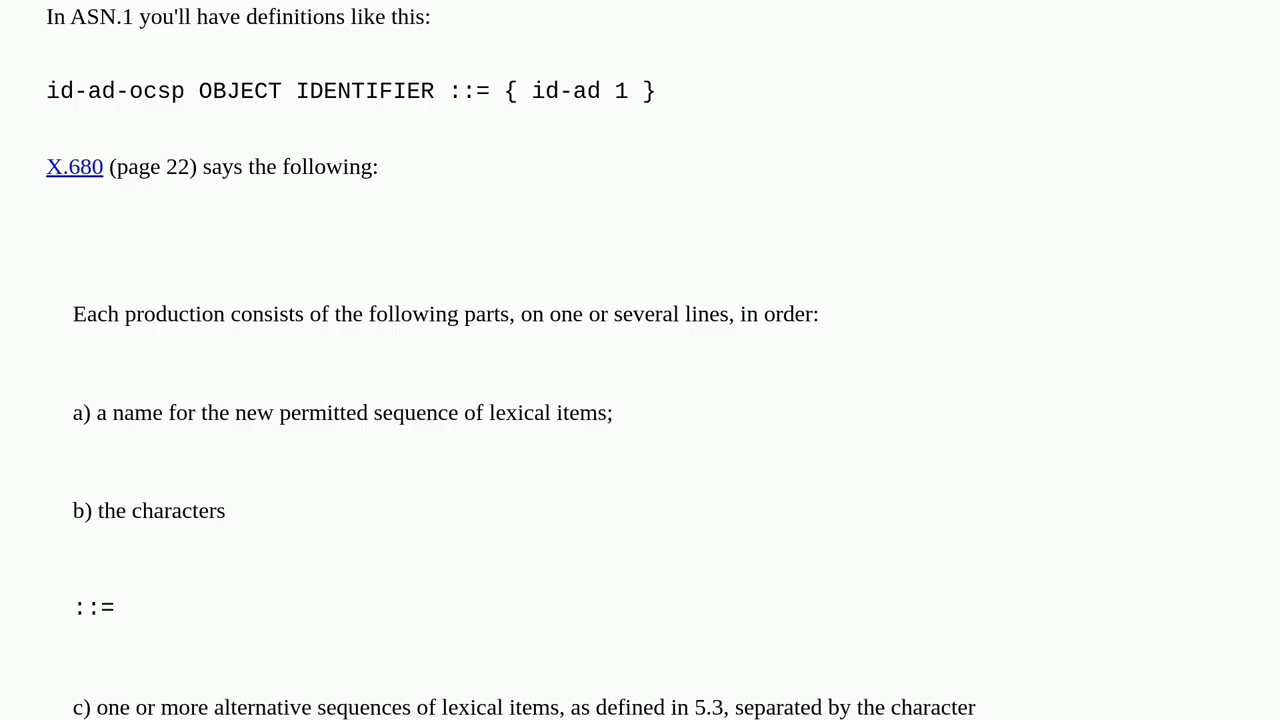 In ASN.1 you'll have definitions like this:
id-ad-ocsp OBJECT IDENTIFIER ::= { id-ad 1 }
X.680 (page 22) says the following:
Each production consists of the following parts, on one or several lines, in order:
a) a name for the new permitted sequence of lexical items;
b) the characters
::=
c) one or more alternative sequences of lexical items, as defined in 5.3, separated by the character